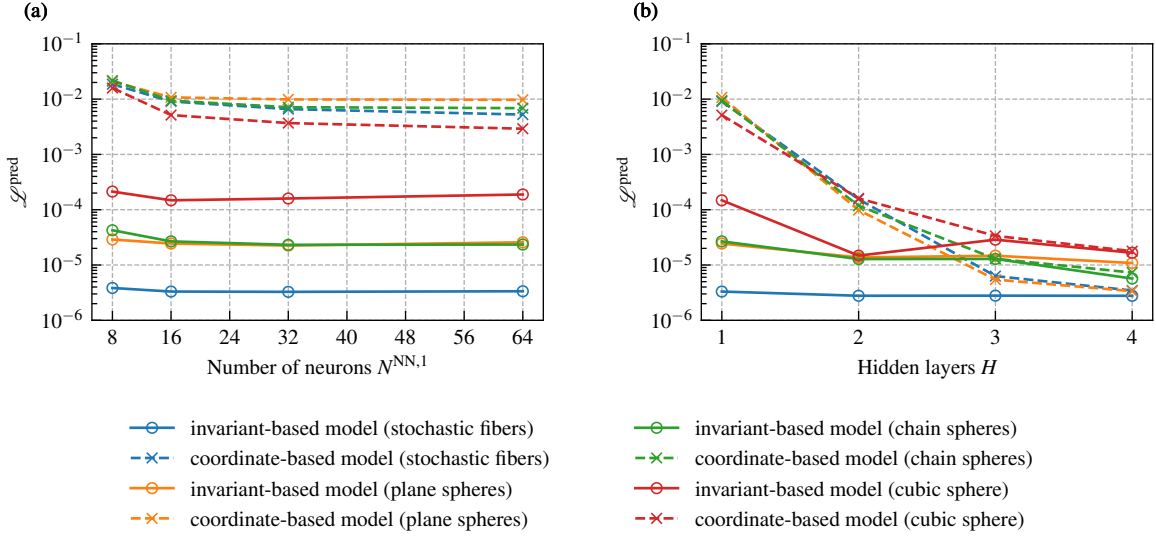 (a)
(b)
10⁻¹
10⁻²
10⁻³
10⁻⁴
10⁻⁵
10⁻⁶
ℒᵖʳᵉᵈ
8 16 24 32 40 48 56 64
Number of neurons N^NN,1
10⁻¹
10⁻²
10⁻³
10⁻⁴
10⁻⁵
10⁻⁶
ℒᵖʳᵉᵈ
1 2 3 4
Hidden layers H
invariant-based model (stochastic fibers)
coordinate-based model (stochastic fibers)
invariant-based model (plane spheres)
coordinate-based model (plane spheres)
invariant-based model (chain spheres)
coordinate-based model (chain spheres)
invariant-based model (cubic sphere)
coordinate-based model (cubic sphere)